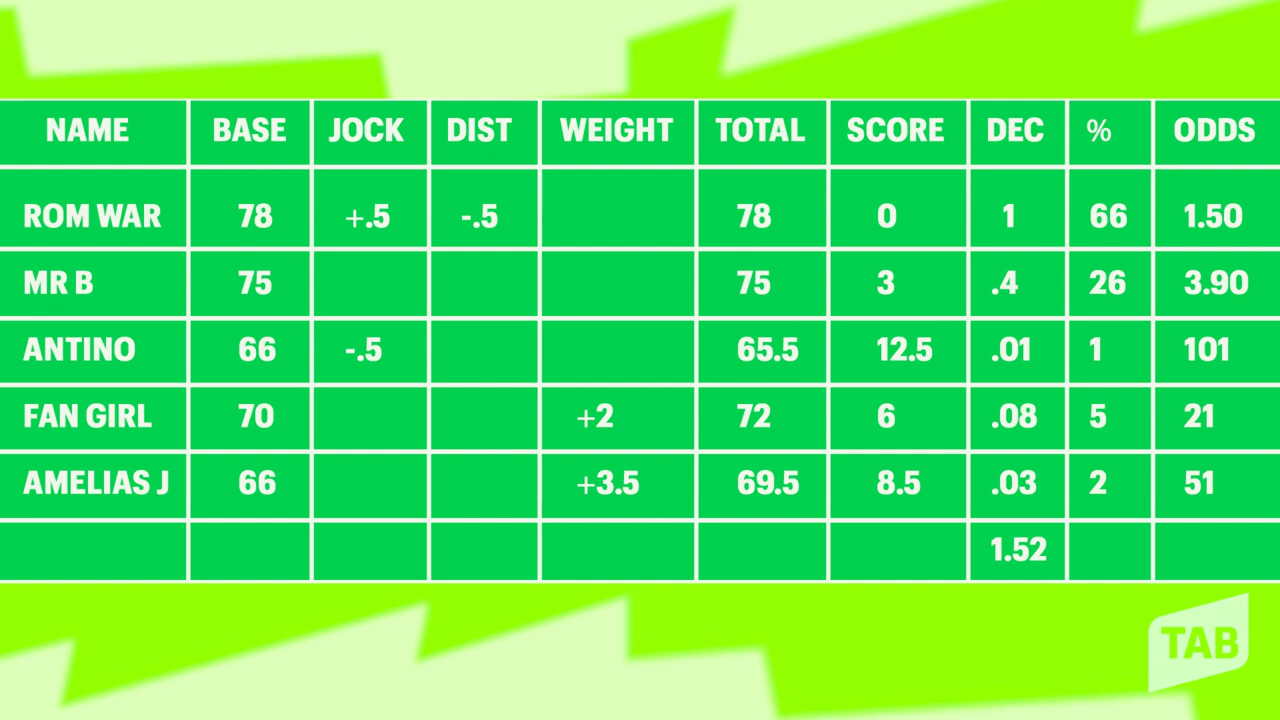 NAME BASE JOCK DIST WEIGHT TOTAL SCORE DEC % ODDS
ROM WAR 78 +.5 -.5 78 0 1 66 1.50
MR B 75 75 3 .4 26 3.90
ANTINO 66 -.5 65.5 12.5 .01 1 101
FAN GIRL 70 +2 72 6 .08 5 21
AMELIAS J 66 +3.5 69.5 8.5 .03 2 51
1.52
TAB